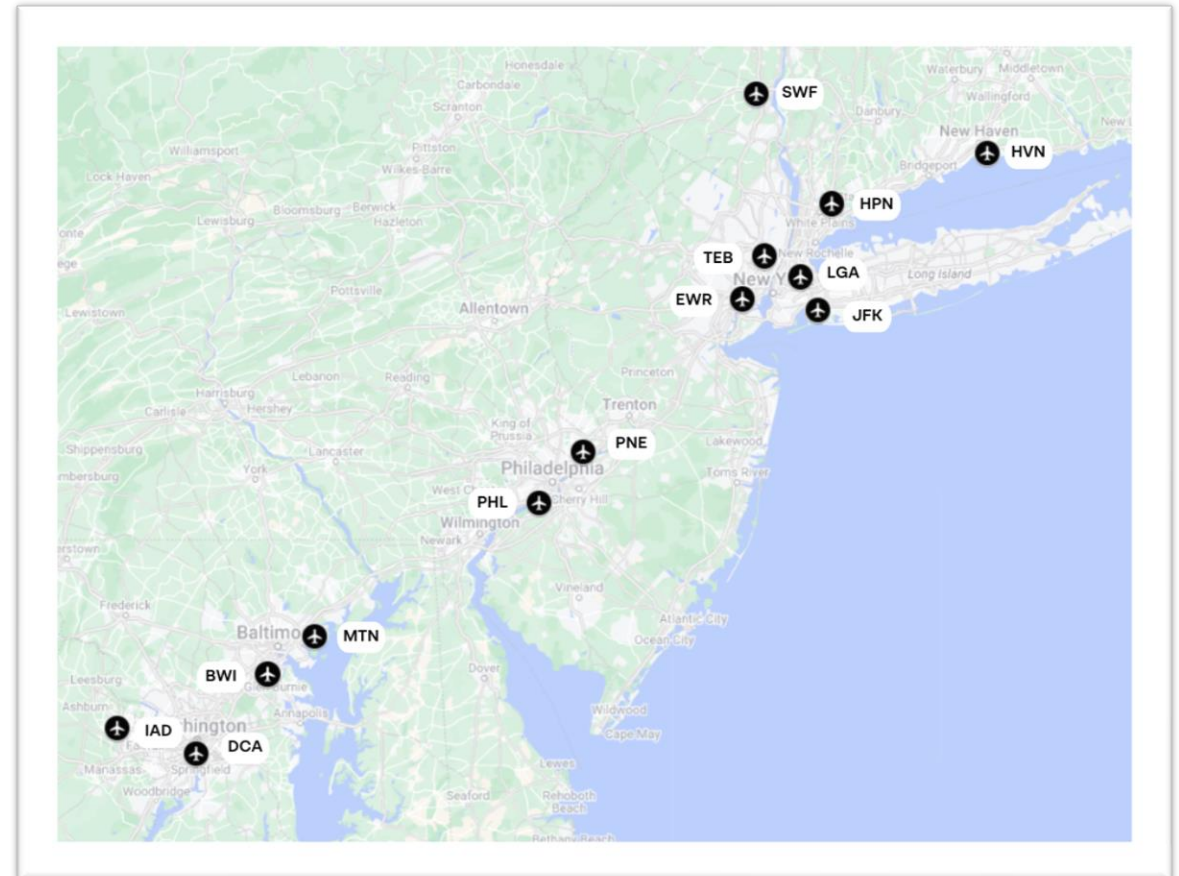 Honesdale
Carbondale
Scranton
SWF
Waterbury
Middletown
Wallingford
Danbury
New Haven
HVN
Bridgeport
Pittston
Wilkes-Barre
Williamsport
Lock Haven
Lewisburg
Bloomsburg
Berwick
Hazleton
HPN
White Plains
TEB
New Rochelle
LGA
New Y
Long Island
EWR
JFK
Pottsville
Lewistown
Allentown
Princeton
Lebanon
Reading
Harrisburg
Hershey
Carlisle
Trenton
King of
Prussia
PNE
Lakewood
Shippensburg
Lancaster
York
mbersburg
Philadelphia
Toms River
PHL
Cherry Hill
Wilmington
Newark
Vineland
Frederick
Atlantic City
Ocean City
Baltimo
MTN
BWI
Glen Burnie
Dover
Leesburg
Ashburn
Annapolis
IAD
hington
DCA
Springfield
Manassas
Woodbridge
Wildwood
Cape May
Lewes
Seaford
Rehoboth
Beach
Bethany Beach